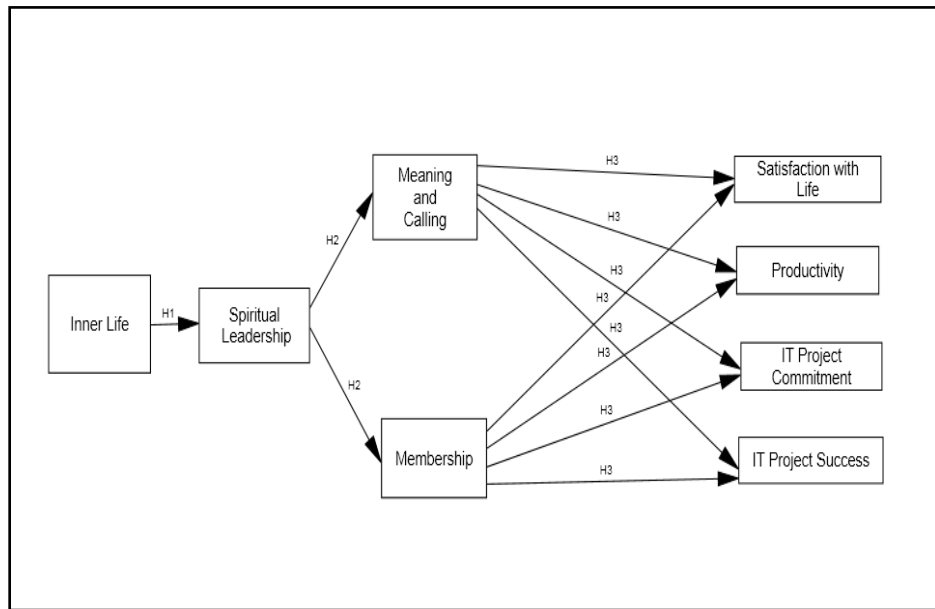 Inner Life
H1
Spiritual
Leadership
H2
H2
Meaning
and
Calling
Membership
H3
H3
H3
H3
H3
H3
H3
H3
Satisfaction with
Life
Productivity
IT Project
Commitment
IT Project Success